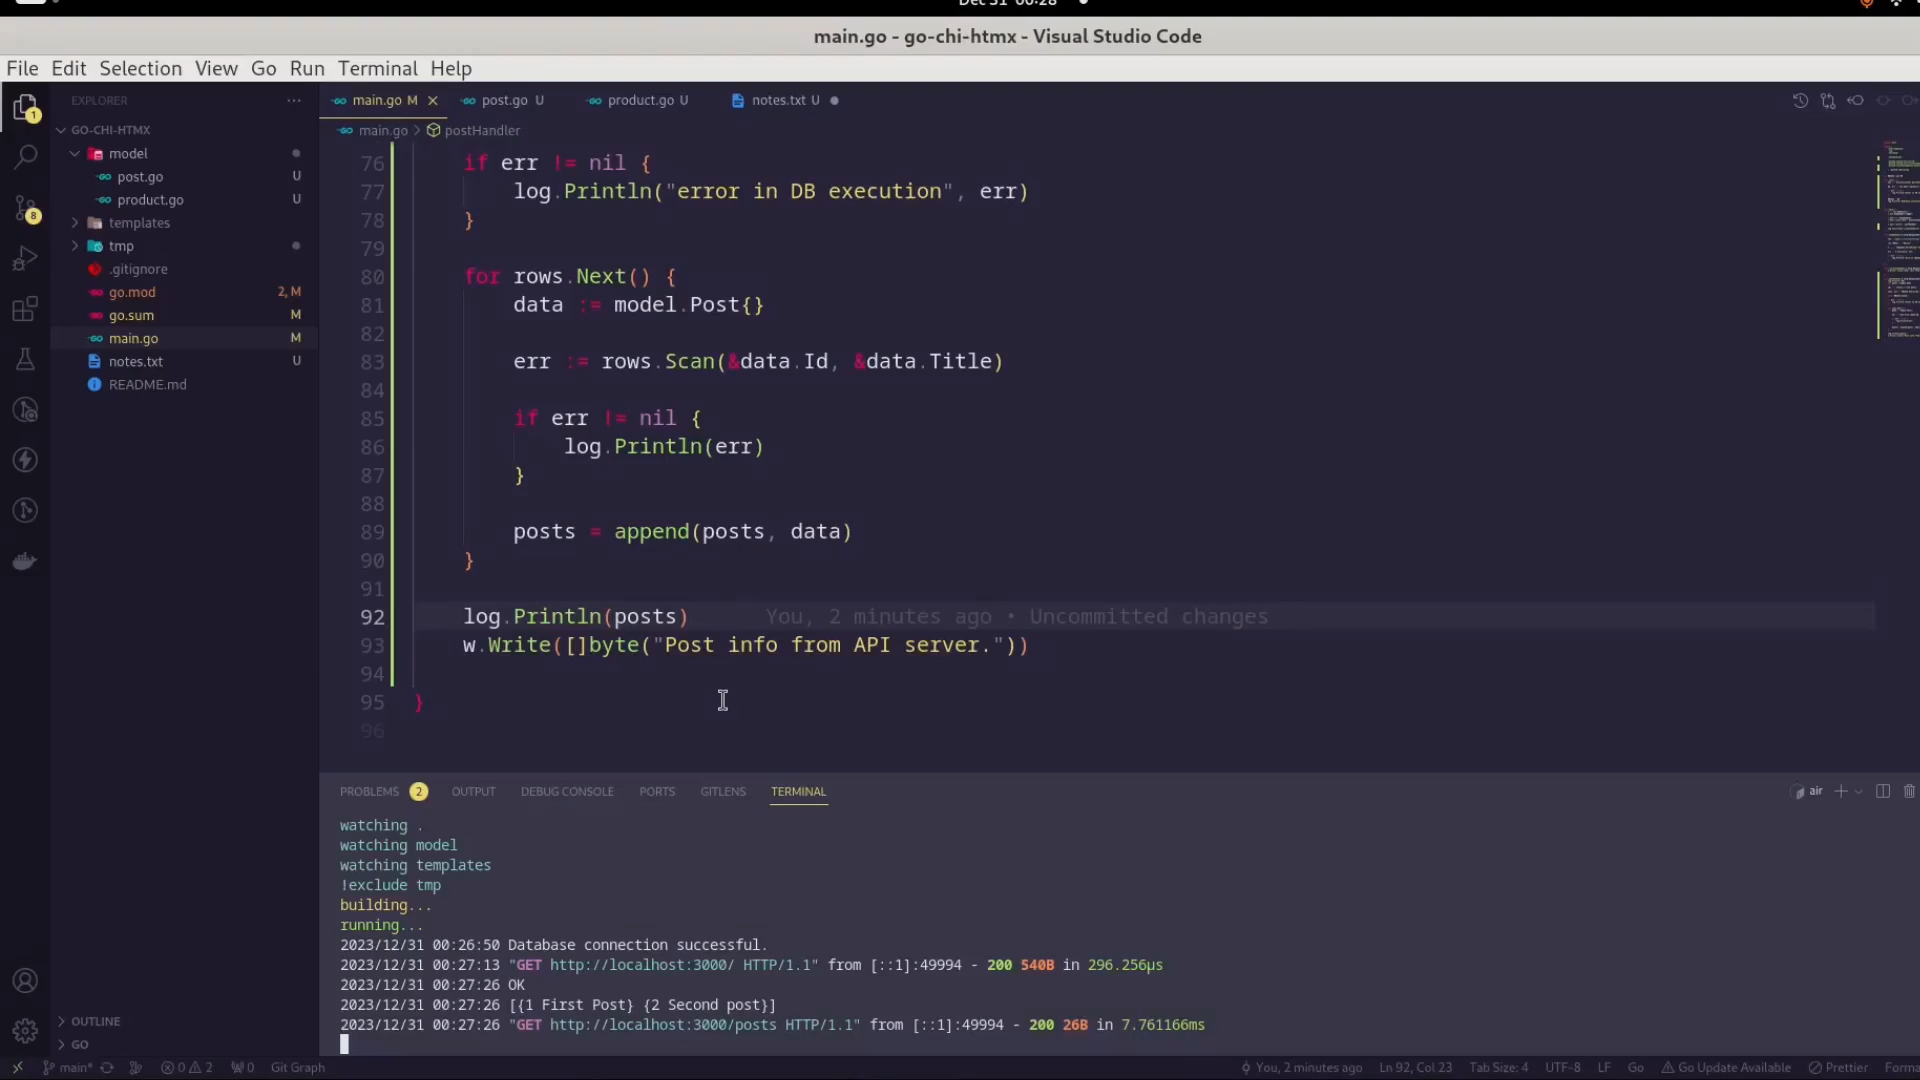 Dec 31 00:28
main.go - go-chi-htmx - Visual Studio Code
File Edit Selection View Go Run Terminal Help
EXPLORER
GO-CHI-HTMX
model
post.go U
product.go U
templates
tmp
.gitignore
go.mod 2, M
go.sum M
main.go M
notes.txt U
README.md
OUTLINE
GO
1
8
8
main.go M
post.go U
product.go U
notes.txt U
main.go > postHandler
76 if err != nil {
77 log.Println("error in DB execution", err)
78 }
79
80 for rows.Next() {
81 data := model.Post{}
82
83 err := rows.Scan(&data.Id, &data.Title)
84
85 if err != nil {
86 log.Println(err)
87 }
88
89 posts = append(posts, data)
90 }
91
92 log.Println(posts) You, 2 minutes ago • Uncommitted changes
93 w.Write([]byte("Post info from API server."))
94
95 }
96
PROBLEMS 2 OUTPUT DEBUG CONSOLE PORTS GITLENS TERMINAL
air
watching .
watching model
watching templates
!exclude tmp
building...
running...
2023/12/31 00:26:50 Database connection successful.
2023/12/31 00:27:13 "GET http://localhost:3000/ HTTP/1.1" from [::1]:49994 - 200 540B in 296.256µs
2023/12/31 00:27:26 OK
2023/12/31 00:27:26 [{1 First Post} {2 Second post}]
2023/12/31 00:27:26 "GET http://localhost:3000/posts HTTP/1.1" from [::1]:49994 - 200 26B in 7.761166ms
main* 0 2 0 Git Graph You, 2 minutes ago Ln 92, Col 23 Tab Size: 4 UTF-8 LF Go Go Update Available Prettier